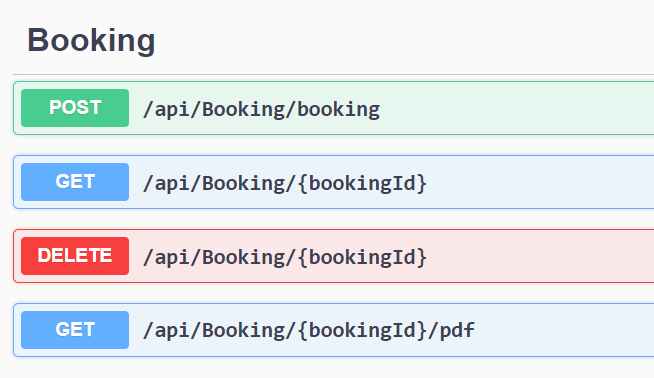 Booking
POST /api/Booking/booking
GET /api/Booking/{bookingId}
DELETE /api/Booking/{bookingId}
GET /api/Booking/{bookingId}/pdf